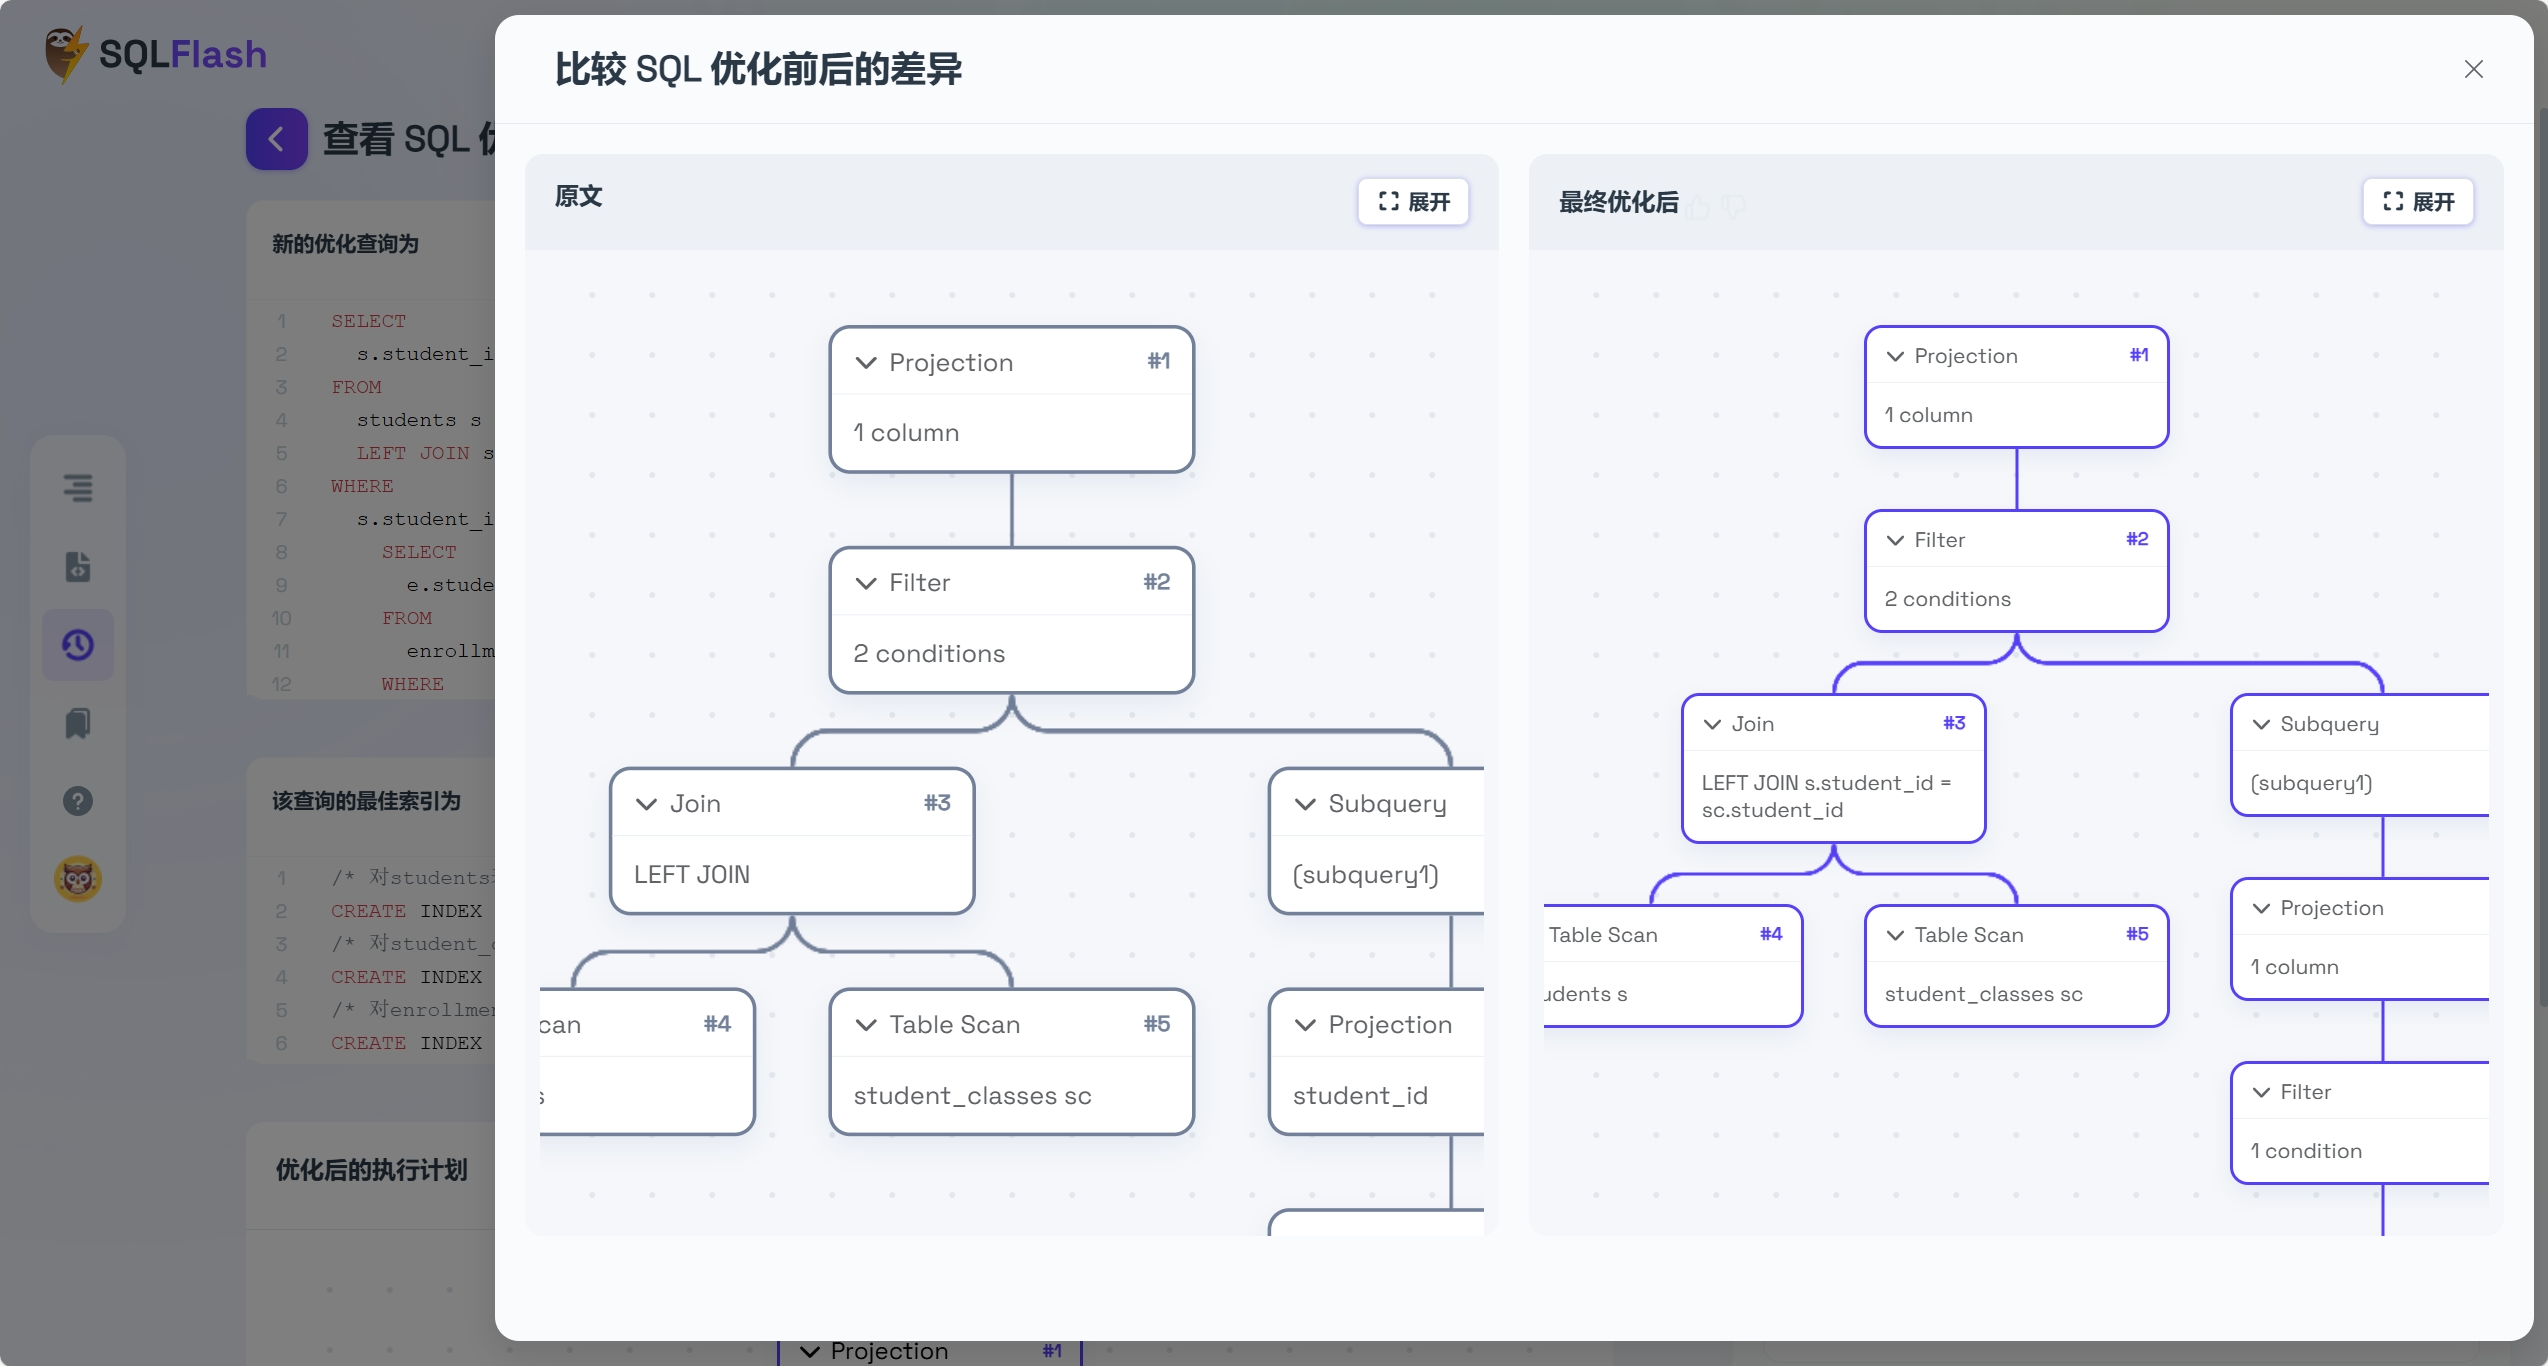 SQLFlash
查看 SQL
新的优化查询为
1 SELECT
2 s.student_i
3 FROM
4 students s
5 LEFT JOIN s
6 WHERE
7 s.student_i
8 SELECT
9 e.stude
10 FROM
11 enrollm
12 WHERE
该查询的最佳索引为
1 /* 对students
2 CREATE INDEX
3 /* 对student_
4 CREATE INDEX
5 /* 对enrollmen
6 CREATE INDEX
优化后的执行计划
Projection #1
比较 SQL 优化前后的差异
原文
展开
Projection #1
1 column
Filter #2
2 conditions
Join #3
LEFT JOIN
Subquery
(subquery1)
can #4
s
Table Scan #5
student_classes sc
Projection
student_id
最终优化后
展开
Projection #1
1 column
Filter #2
2 conditions
Join #3
LEFT JOIN s.student_id =
sc.student_id
Subquery
(subquery1)
Table Scan #4
udents s
Table Scan #5
student_classes sc
Projection
1 column
Filter
1 condition